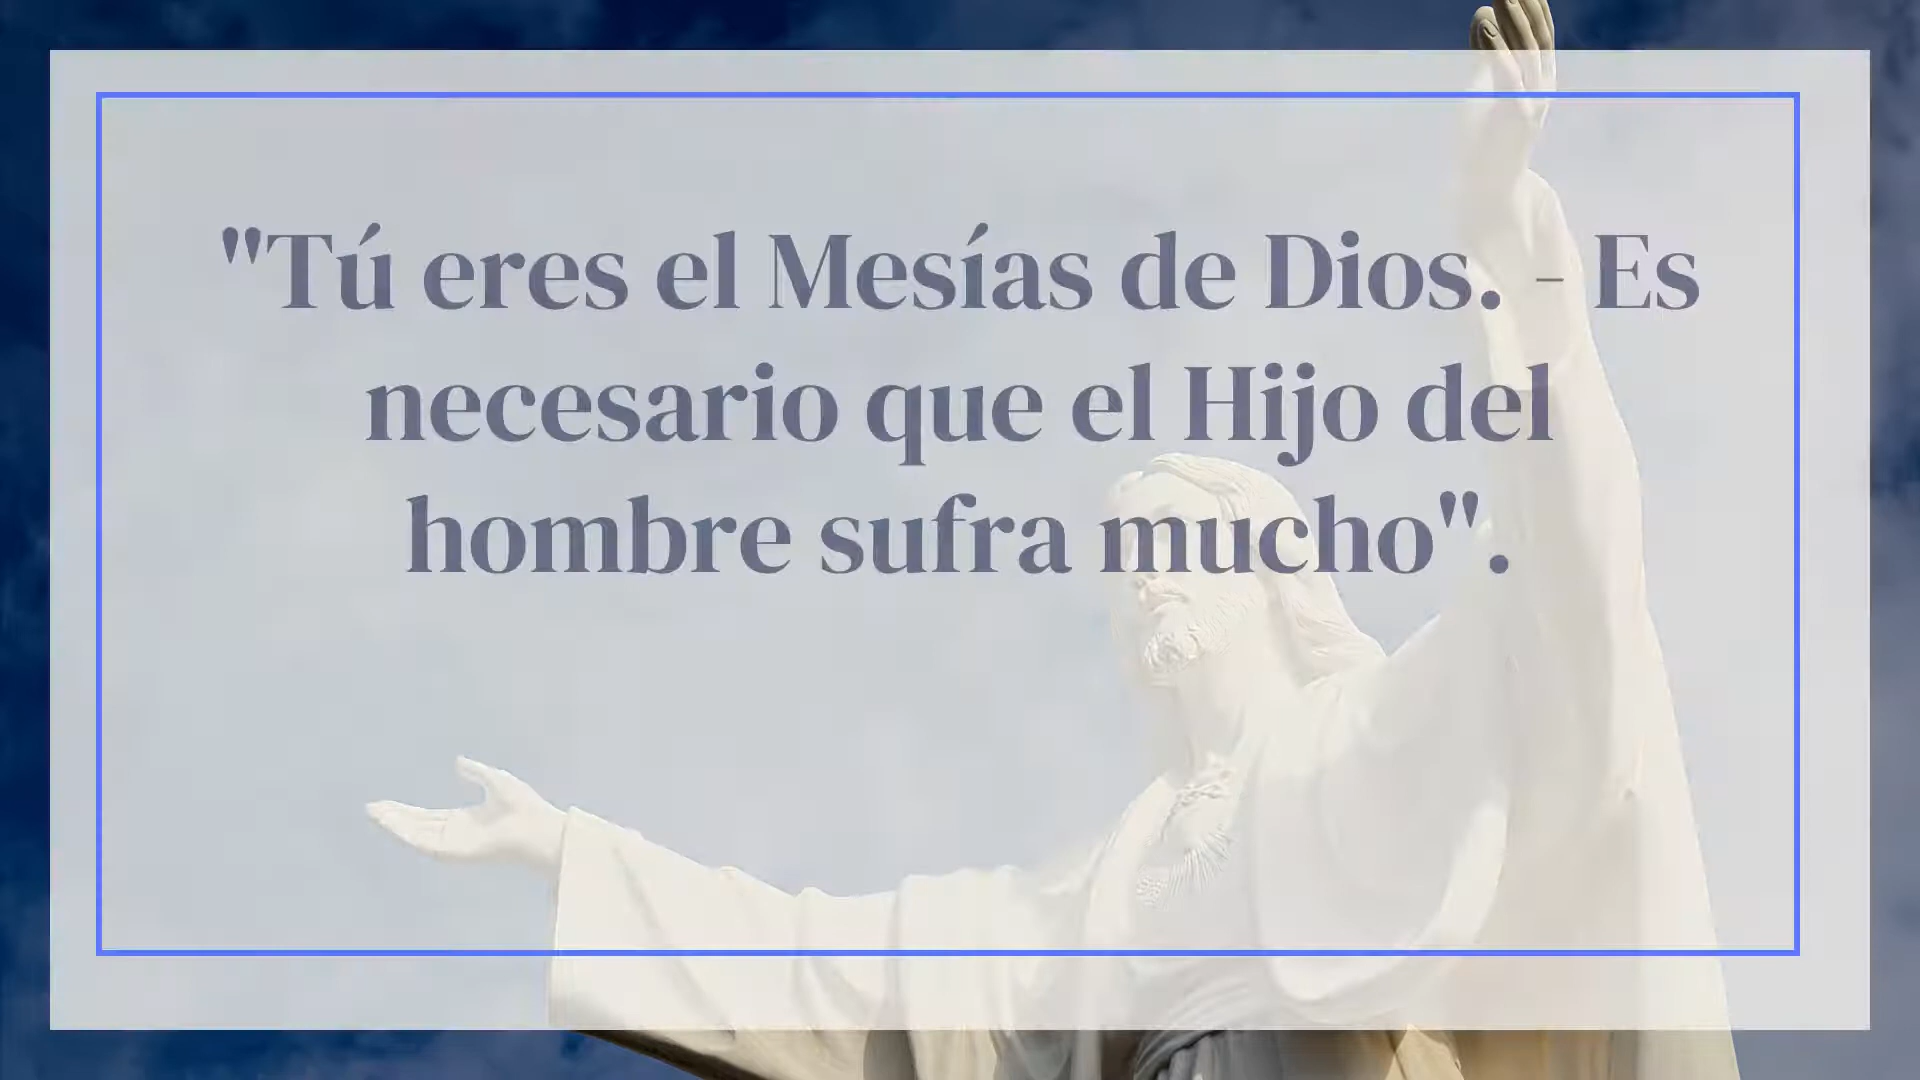 "Tú eres el Mesías de Dios. - Es
necesario que el Hijo del
hombre sufra mucho".